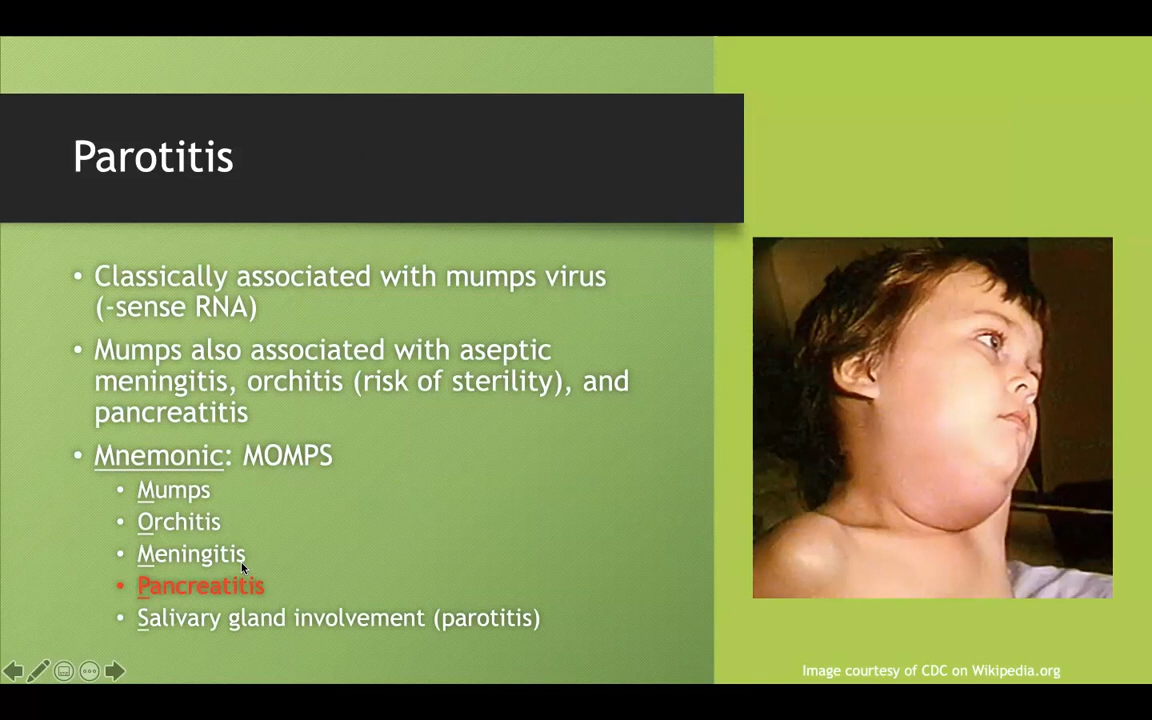 Parotitis
• Classically associated with mumps virus
(-sense RNA)
• Mumps also associated with aseptic
meningitis, orchitis (risk of sterility), and
pancreatitis
• Mnemonic: MOMPS
• Mumps
• Orchitis
• Meningitis
• Pancreatitis
• Salivary gland involvement (parotitis)
Image courtesy of CDC on Wikipedia.org